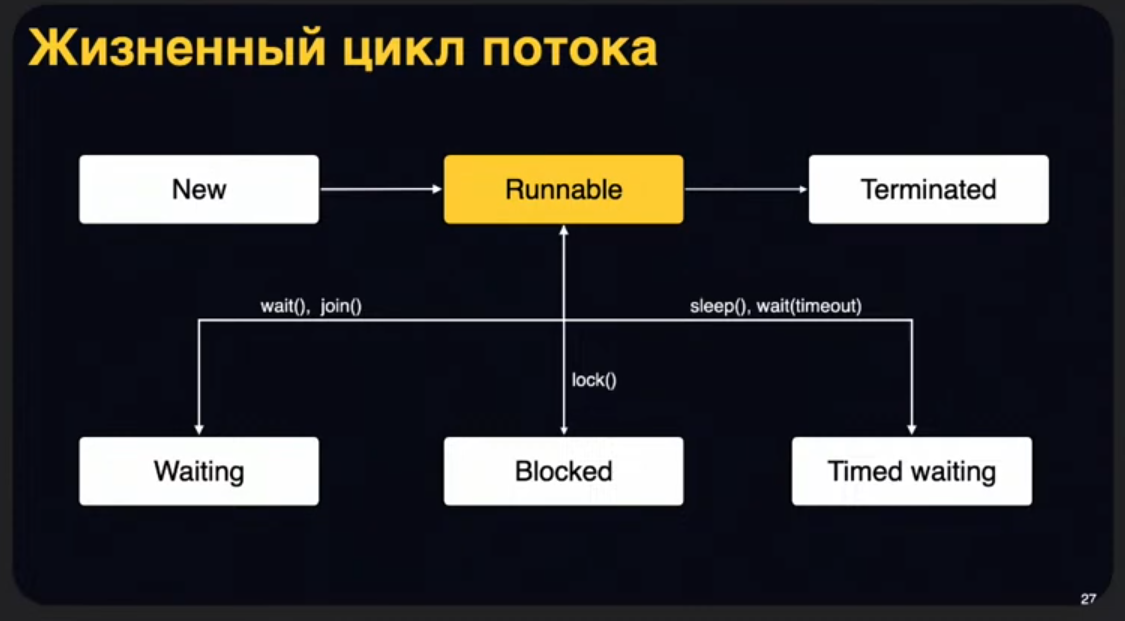 Жизненный цикл потока
New
Runnable
Terminated
wait(), join()
sleep(), wait(timeout)
lock()
Waiting
Blocked
Timed waiting
27